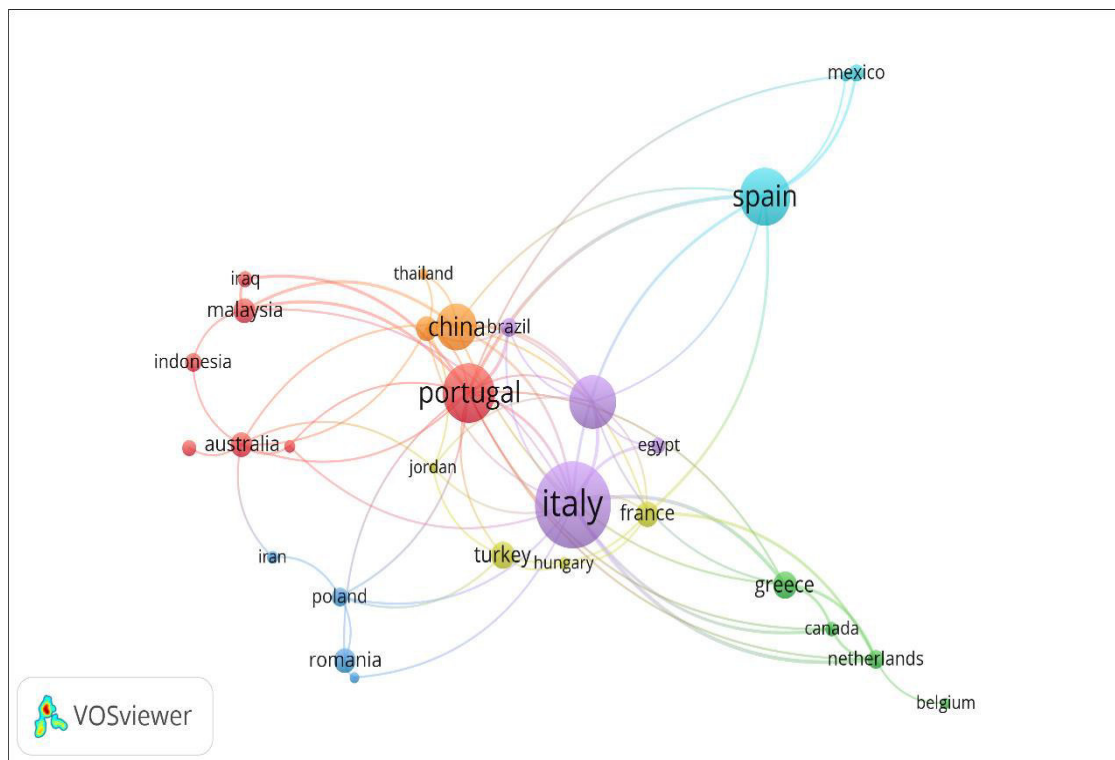 mexico
spain
thailand
iraq
malaysia
china
brazil
indonesia
portugal
australia
egypt
jordan
italy
france
turkey
hungary
iran
greece
poland
canada
romania
netherlands
belgium
VOSviewer